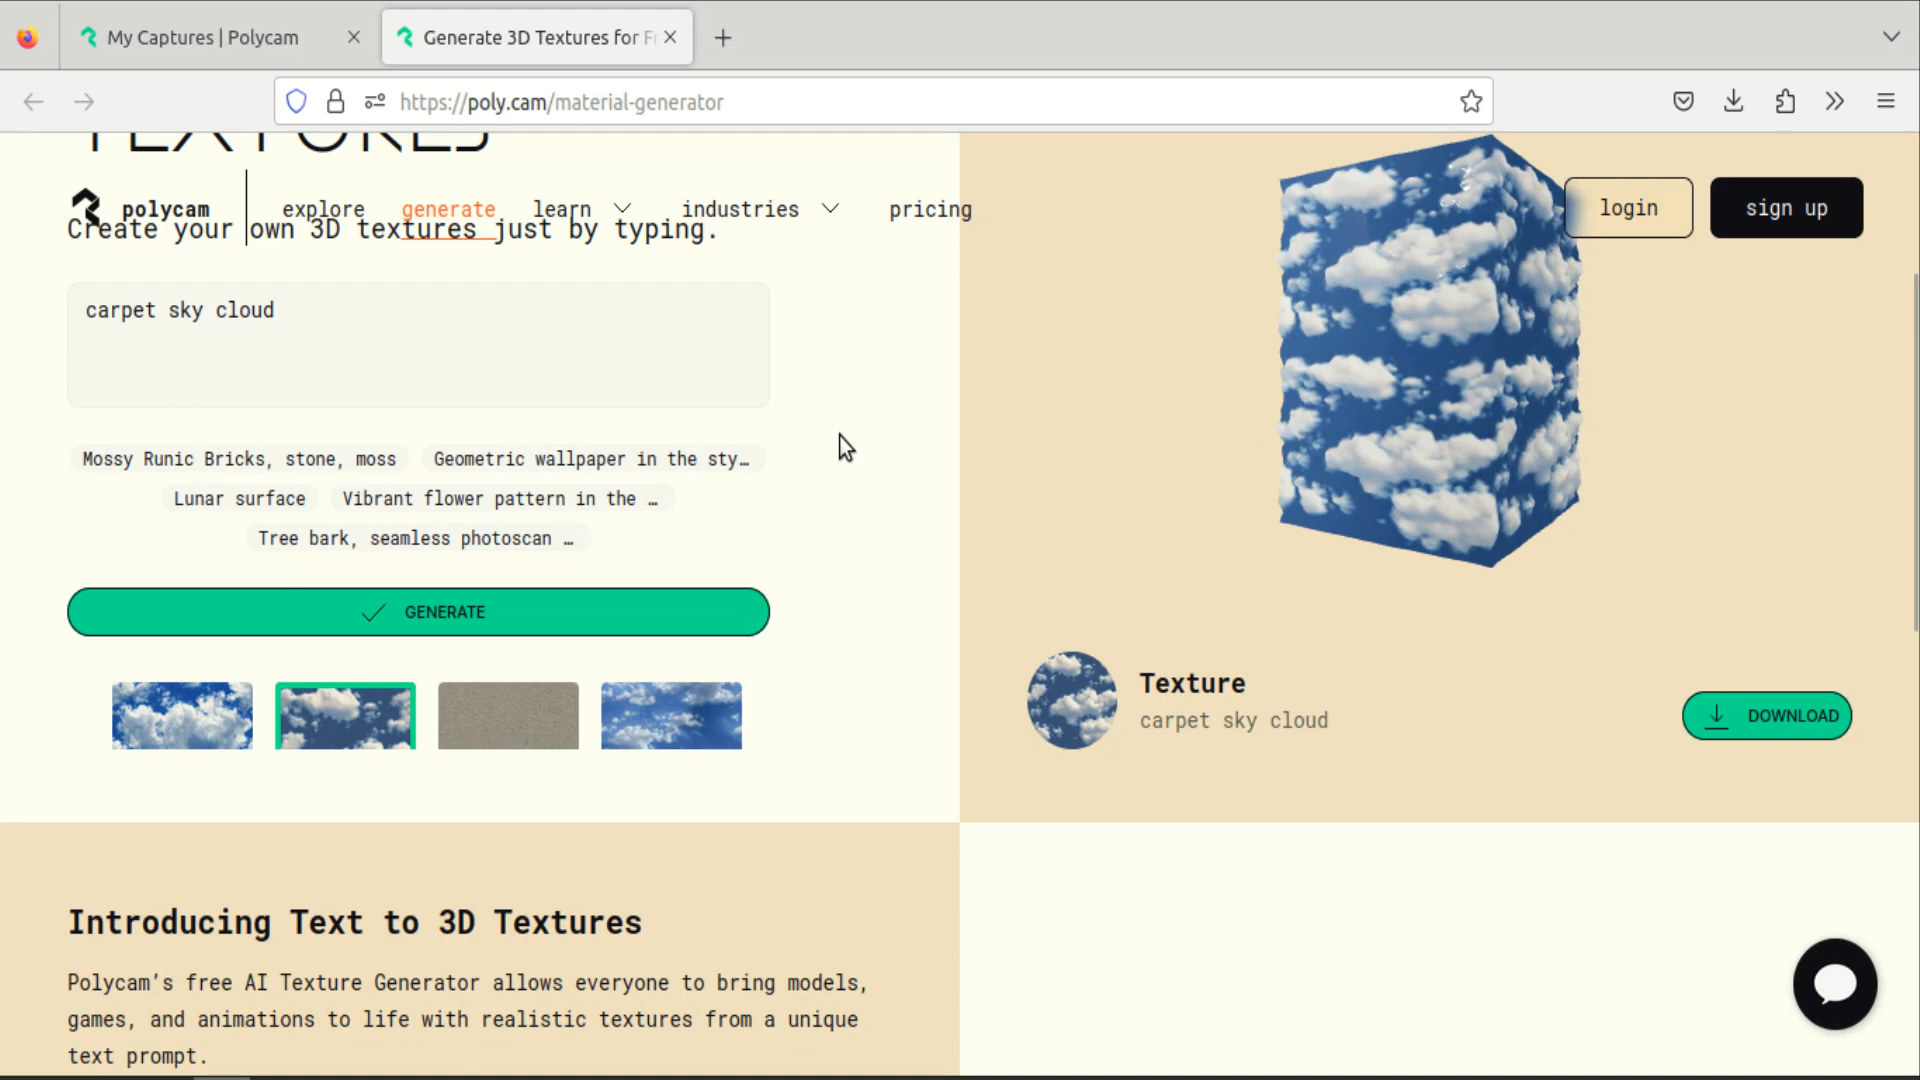 My Captures | Polycam
Generate 3D Textures for Fr
https://poly.cam/material-generator
TEXTURES
polycam
explore
generate
learn
industries
pricing
login
sign up
Create your own 3D textures just by typing.
carpet sky cloud
Mossy Runic Bricks, stone, moss
Geometric wallpaper in the sty…
Lunar surface
Vibrant flower pattern in the …
Tree bark, seamless photoscan …
GENERATE
Texture
carpet sky cloud
DOWNLOAD
Introducing Text to 3D Textures
Polycam’s free AI Texture Generator allows everyone to bring models,
games, and animations to life with realistic textures from a unique
text prompt.